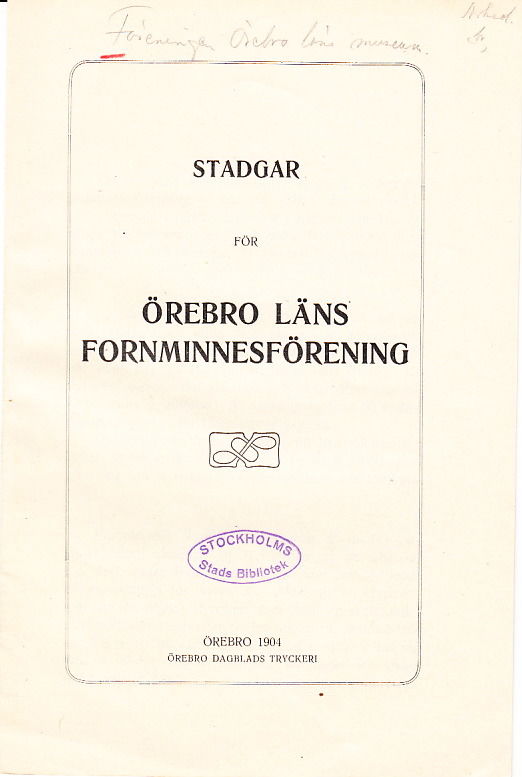 Föreningen Örebro läns museum.
STADGAR
FÖR
ÖREBRO LÄNS
FORNMINNESFÖRENING
STOCKHOLMS
Stads Bibliotek
ÖREBRO 1904
ÖREBRO DAGBLADS TRYCKERI